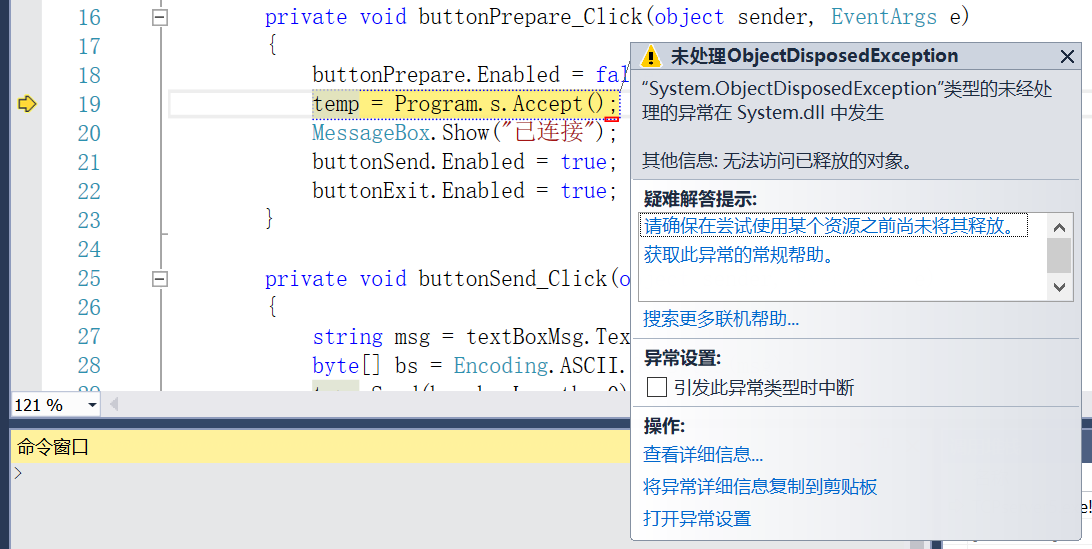 16 private void buttonPrepare_Click(object sender, EventArgs e)
17 {
18 buttonPrepare.Enabled =
19 temp = Program.s.Accept();
20 MessageBox.Show("已连接");
21 buttonSend.Enabled = true;
22 buttonExit.Enabled = true;
23 }
24
25 private void buttonSend_Click(
26 {
27 string msg = textBoxMsg.Tex
28 byte[] bs = Encoding.ASCII.
121 %
命令窗口
>
未处理ObjectDisposedException
“System.ObjectDisposedException”类型的未经处
理的异常在 System.dll 中发生
其他信息: 无法访问已释放的对象。
疑难解答提示:
请确保在尝试使用某个资源之前尚未将其释放。
获取此异常的常规帮助。
搜索更多联机帮助...
异常设置:
引发此异常类型时中断
操作:
查看详细信息...
将异常详细信息复制到剪贴板
打开异常设置
e!